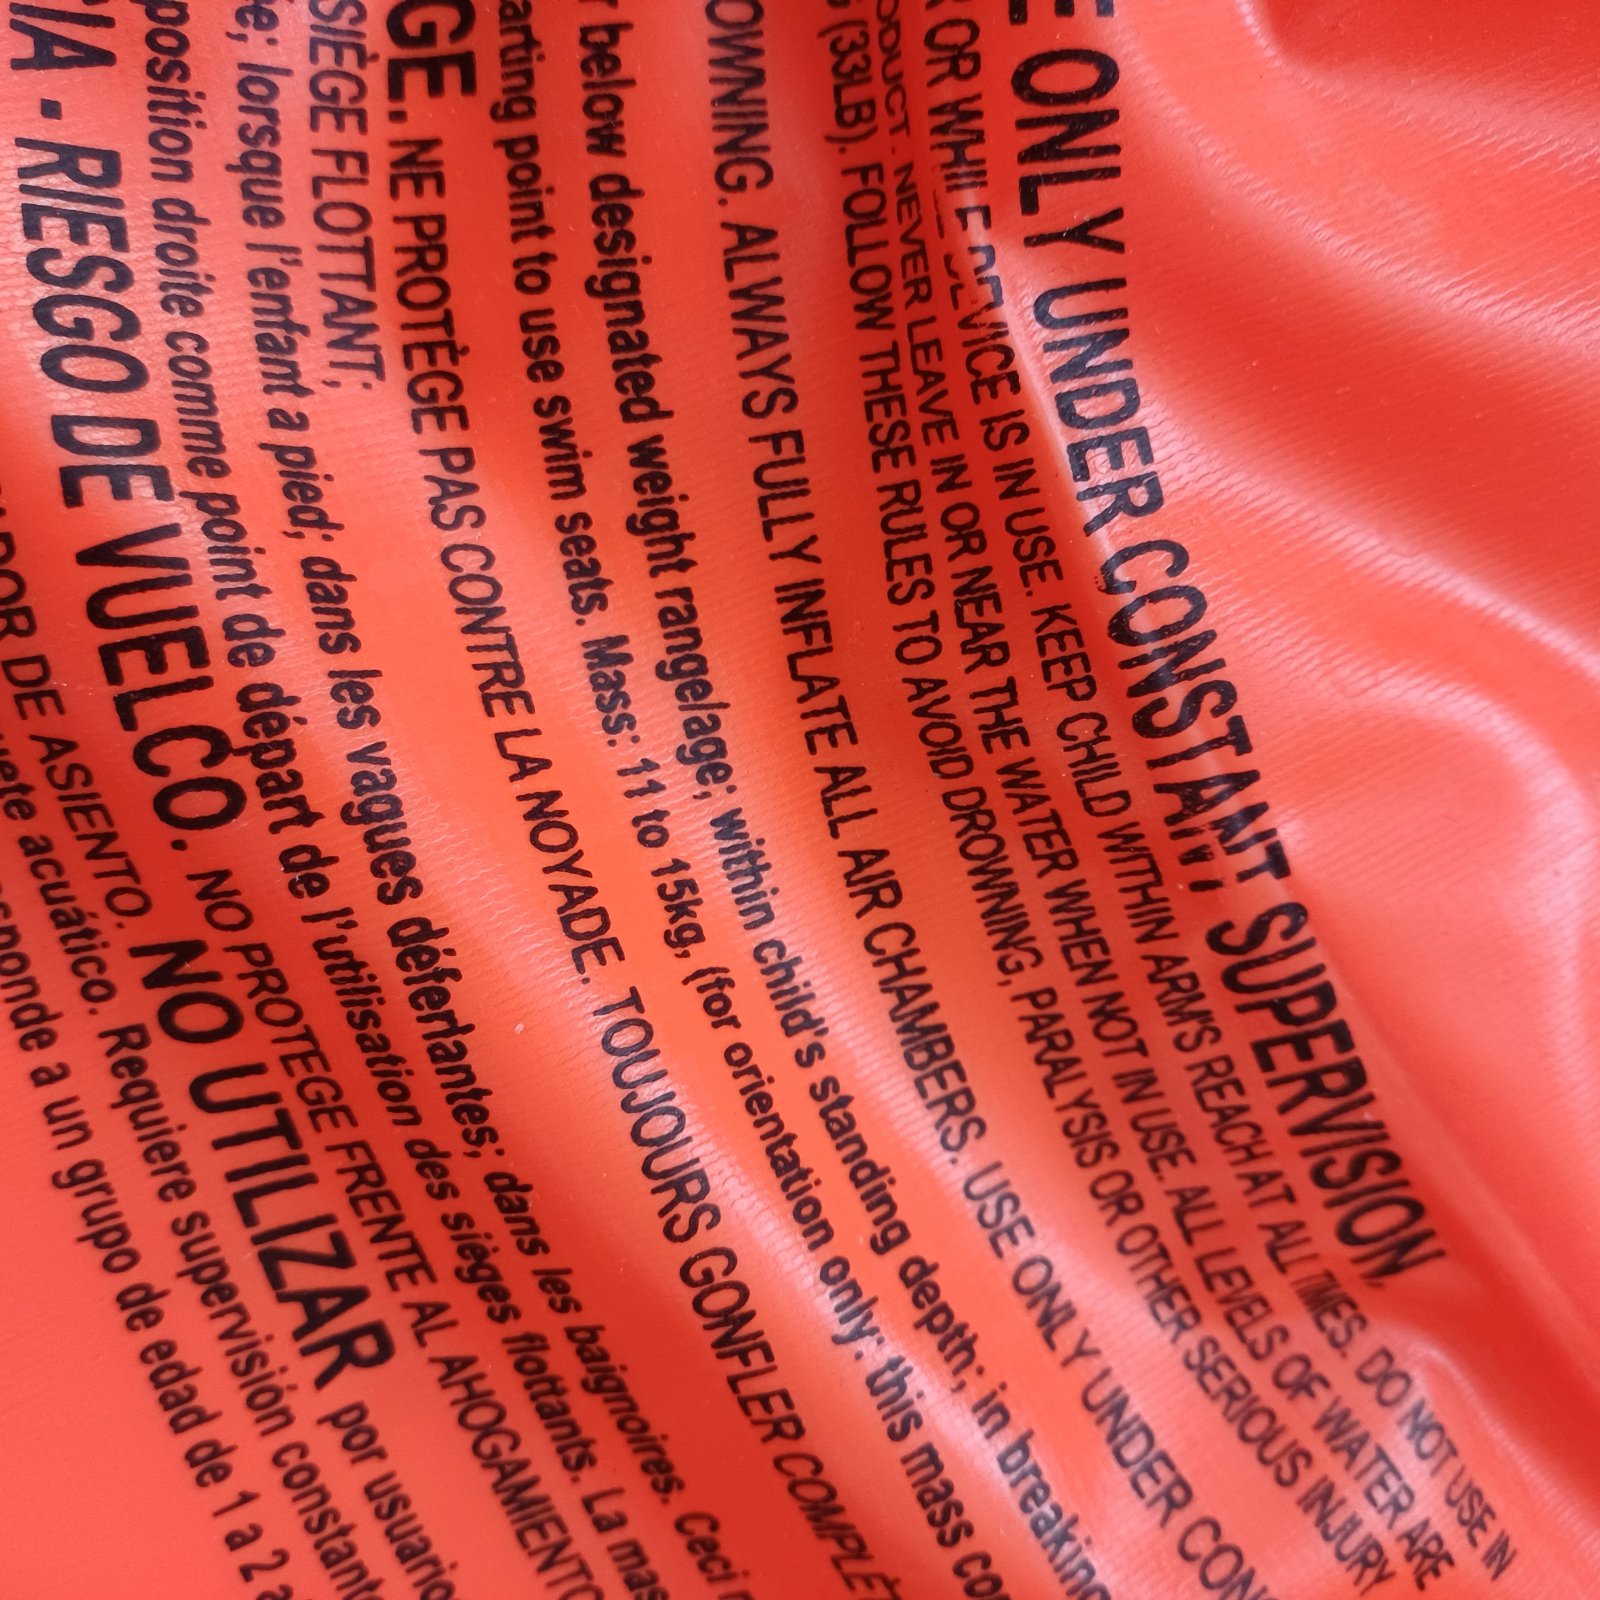 E ONLY UNDER CONSTANT SUPERVISION,
OR WHILE DEVICE IS IN USE. KEEP CHILD WITHIN ARM'S REACH AT ALL TIMES. DO NOT USE IN
ODUCT. NEVER LEAVE IN OR NEAR THE WATER WHEN NOT IN USE. ALL LEVELS OF WATER ARE
(33LB). FOLLOW THESE RULES TO AVOID DROWNING, PARALYSIS OR OTHER SERIOUS INJURY
OWNING. ALWAYS FULLY INFLATE ALL AIR CHAMBERS. USE ONLY UNDER CON
r below designated weight range/age; within child's standing depth; in breaking
arting point to use swim seats. Mass: 11 to 15kg, (for orientation only: this mass co
GE. NE PROTÈGE PAS CONTRE LA NOYADE. TOUJOURS GONFLER COMPLÈT
SIÈGE FLOTTANT;
e; lorsque l'enfant a pied; dans les vagues déferlantes; dans les baignoires. Ceci
position droite comme point de départ de l'utilisation des sièges flottants. La mas
IA - RIESGO DE VUELCO. NO PROTEGE FRENTE AL AHOGAMIENTO
ADOR DE ASIENTO. NO UTILIZAR por usuario
uete acuático. Requiere supervisión constante
sponde a un grupo de edad de 1 a 2 a